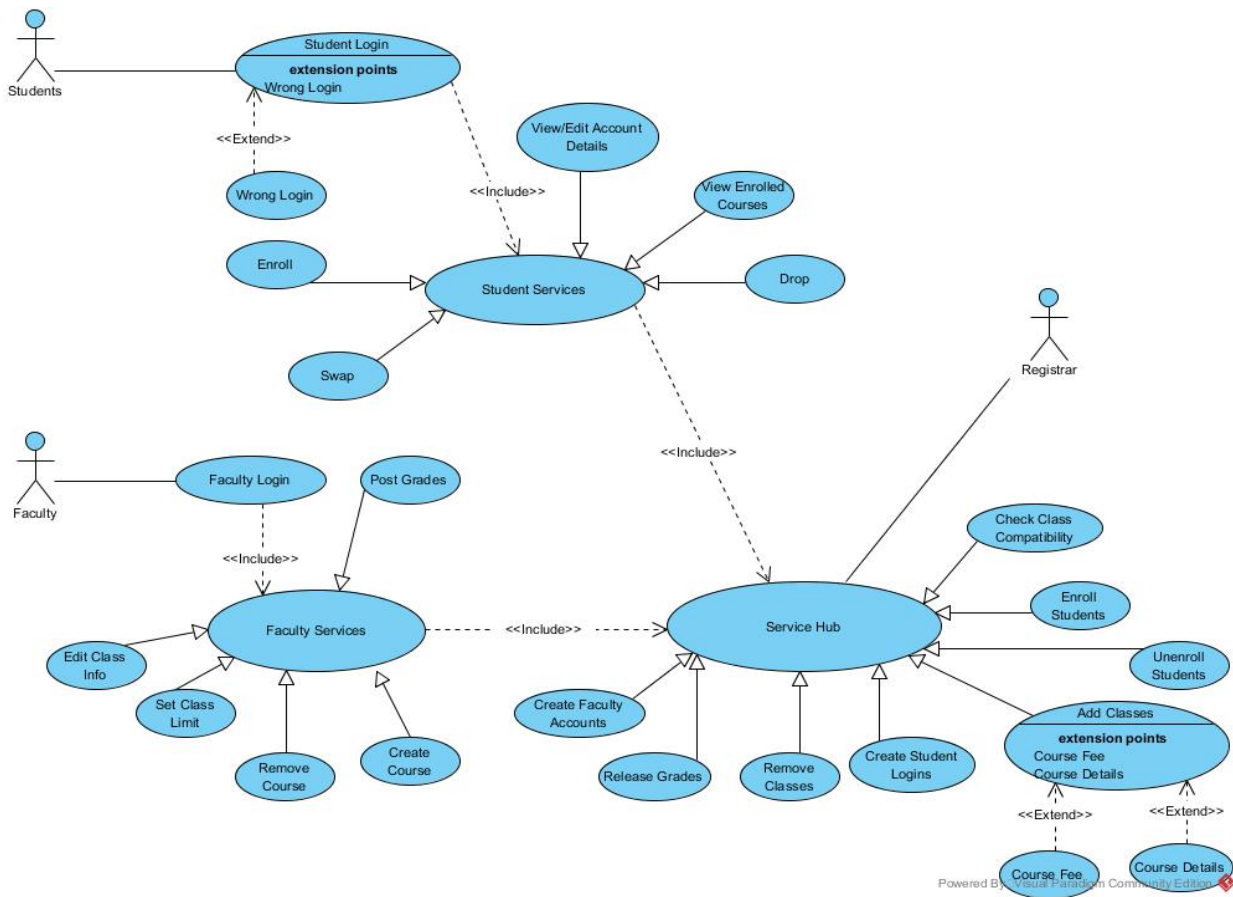 Student Login
extension points
Wrong Login
Students
<<Extend>>
Wrong Login
View/Edit Account
Details
<<Include>>
View Enrolled
Courses
Enroll
Student Services
Drop
Swap
Registrar
<<Include>>
Faculty
Faculty Login
Post Grades
<<Include>>
Check Class
Compatibility
Enroll
Students
Faculty Services
<<Include>>
Service Hub
Unenroll
Students
Edit Class
Info
Set Class
Limit
Remove
Course
Create
Course
Create Faculty
Accounts
Release Grades
Remove
Classes
Create Student
Logins
Add Classes
extension points
Course Fee
Course Details
<<Extend>>
<<Extend>>
Course Fee
Course Details
Powered By Visual Paradigm Community Edition